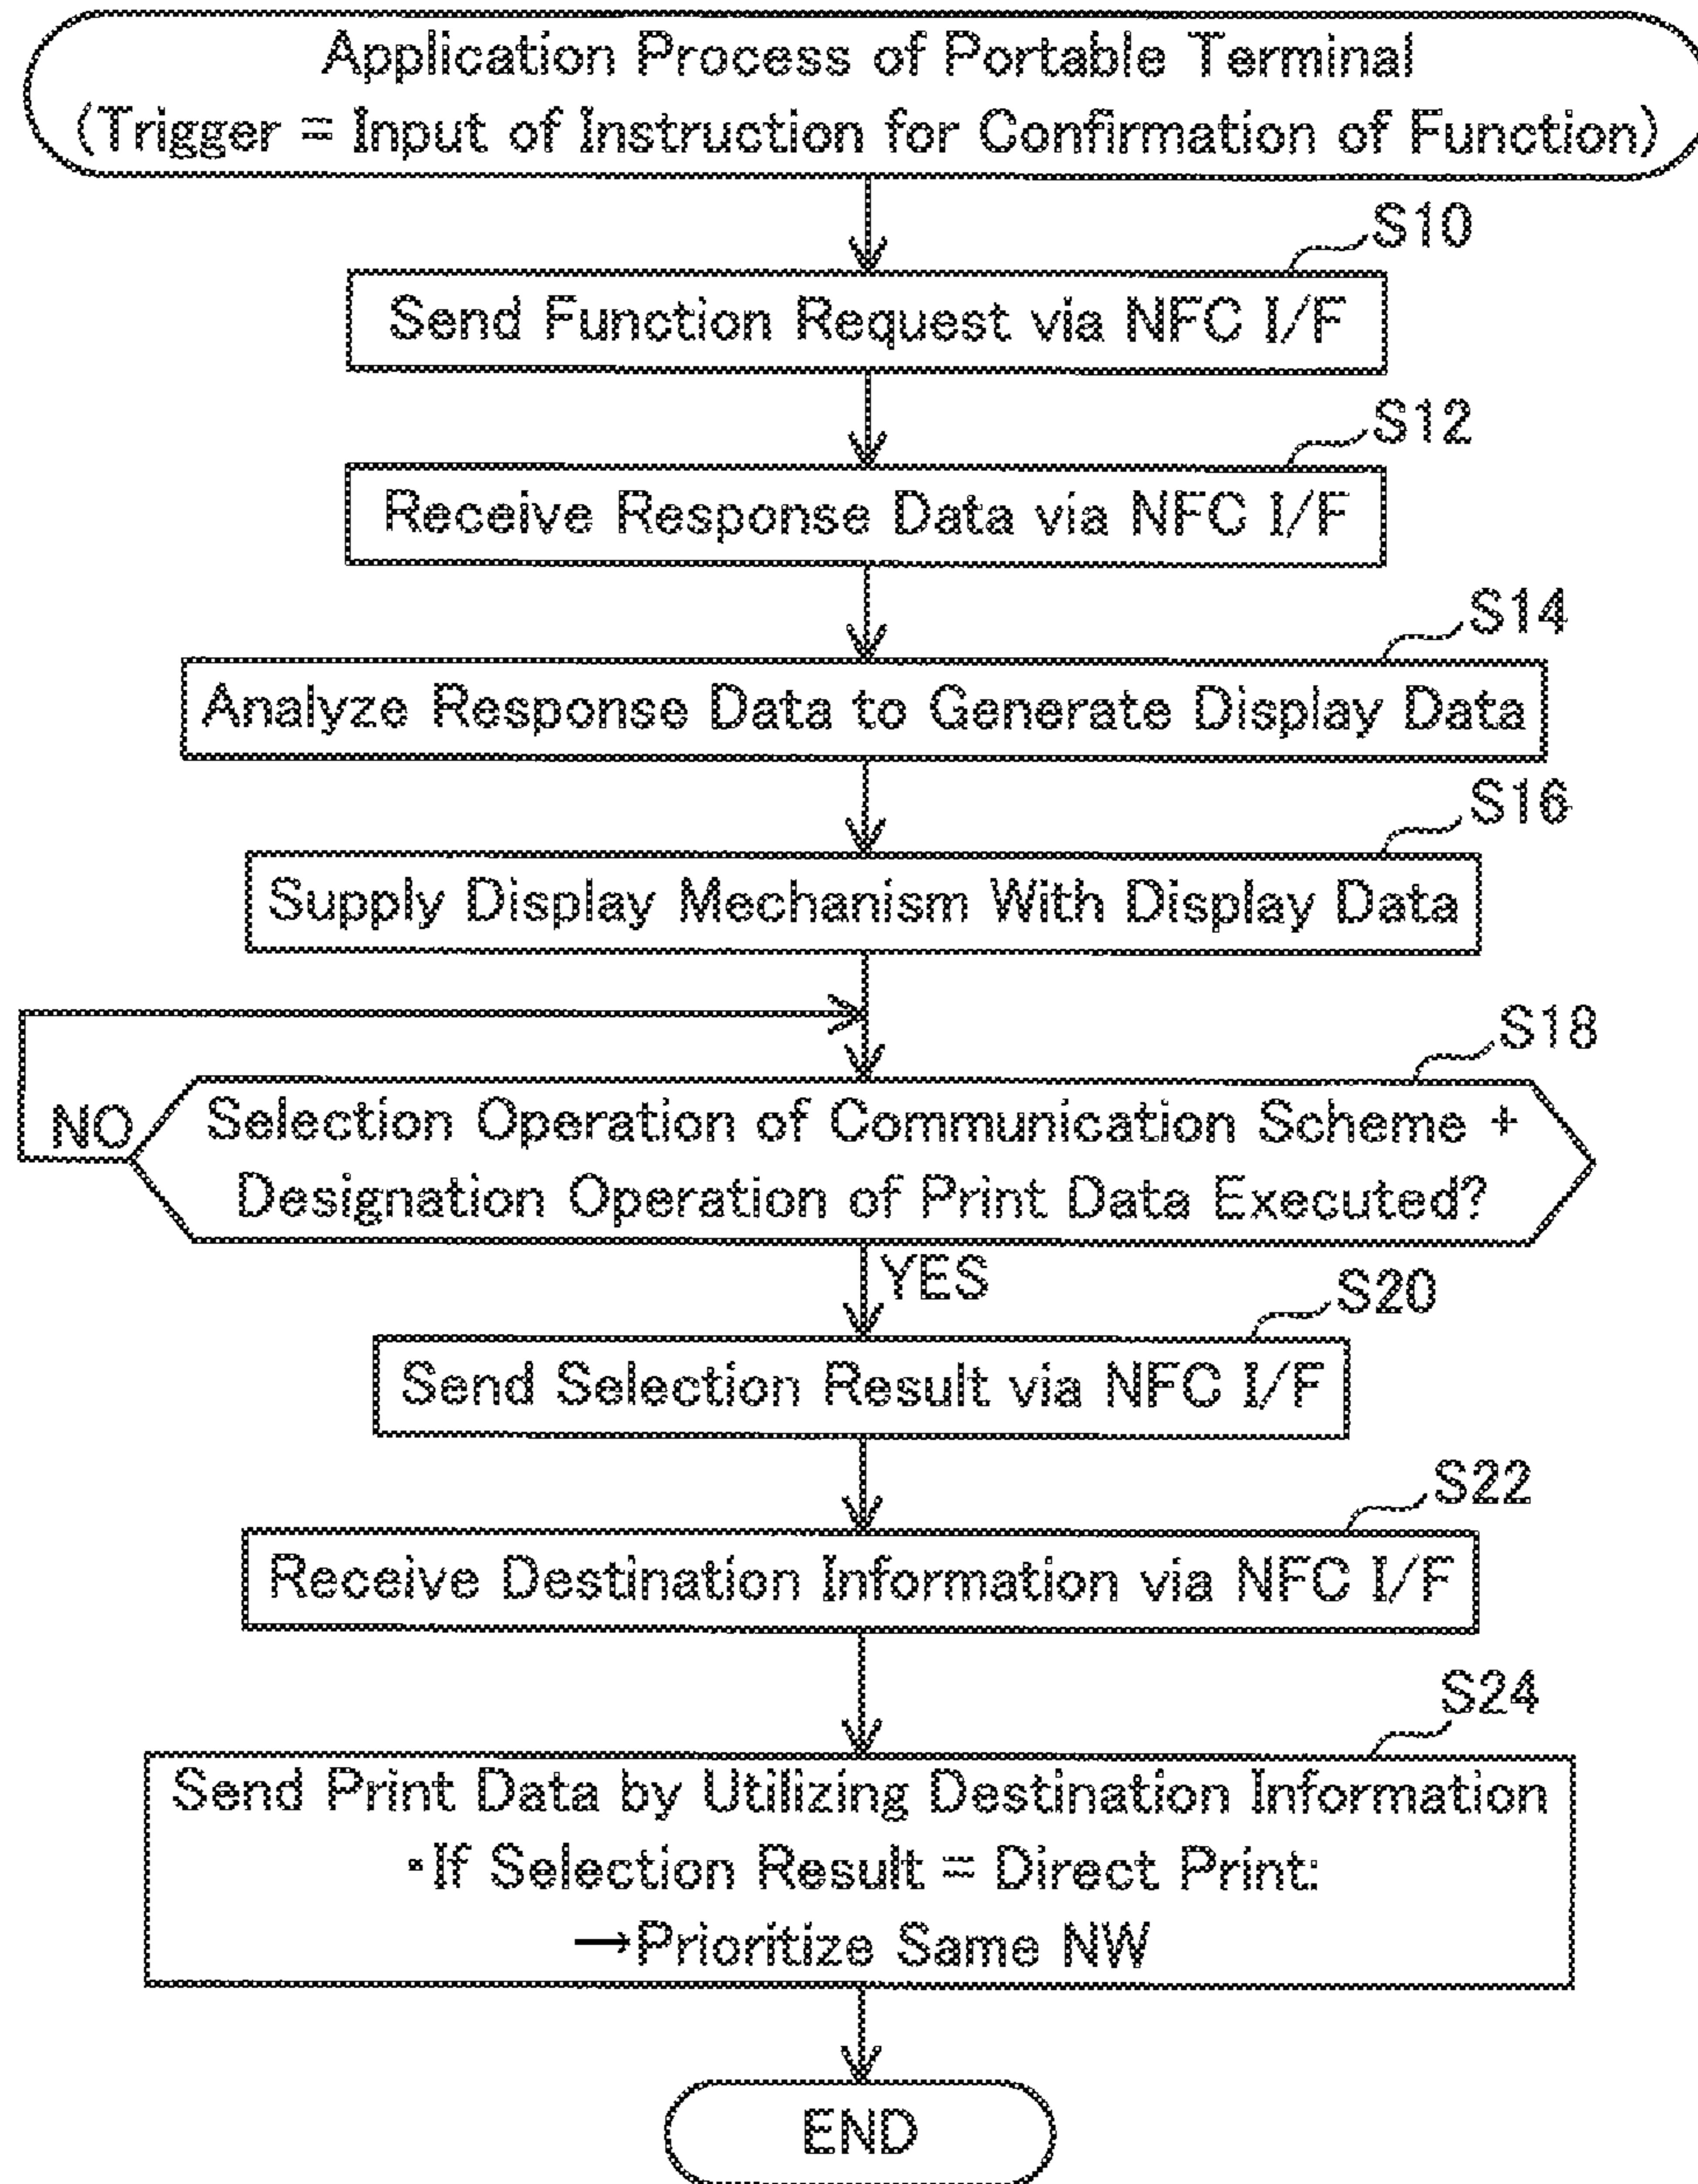 Application Process of Portable Terminal
(Trigger = Input of Instruction for Confirmation of Function)
S10
Send Function Request via NFC I/F
S12
Receive Response Data via NFC I/F
S14
Analyze Response Data to Generate Display Data
S16
Supply Display Mechanism With Display Data
S18
NO
Selection Operation of Communication Scheme +
Designation Operation of Print Data Executed?
YES
S20
Send Selection Result via NFC I/F
S22
Receive Destination Information via NFC I/F
S24
Send Print Data by Utilizing Destination Information
・If Selection Result = Direct Print:
→Prioritize Same NW
END